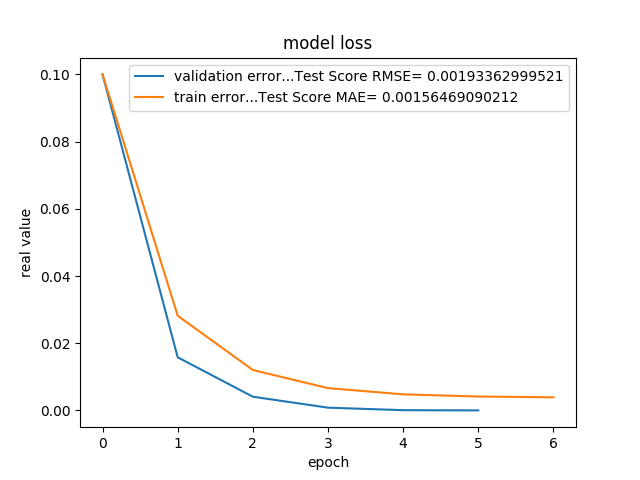 model loss
validation error...Test Score RMSE= 0.00193362999521
train error...Test Score MAE= 0.00156469090212
real value
0.10
0.08
0.06
0.04
0.02
0.00
0 1 2 3 4 5 6
epoch